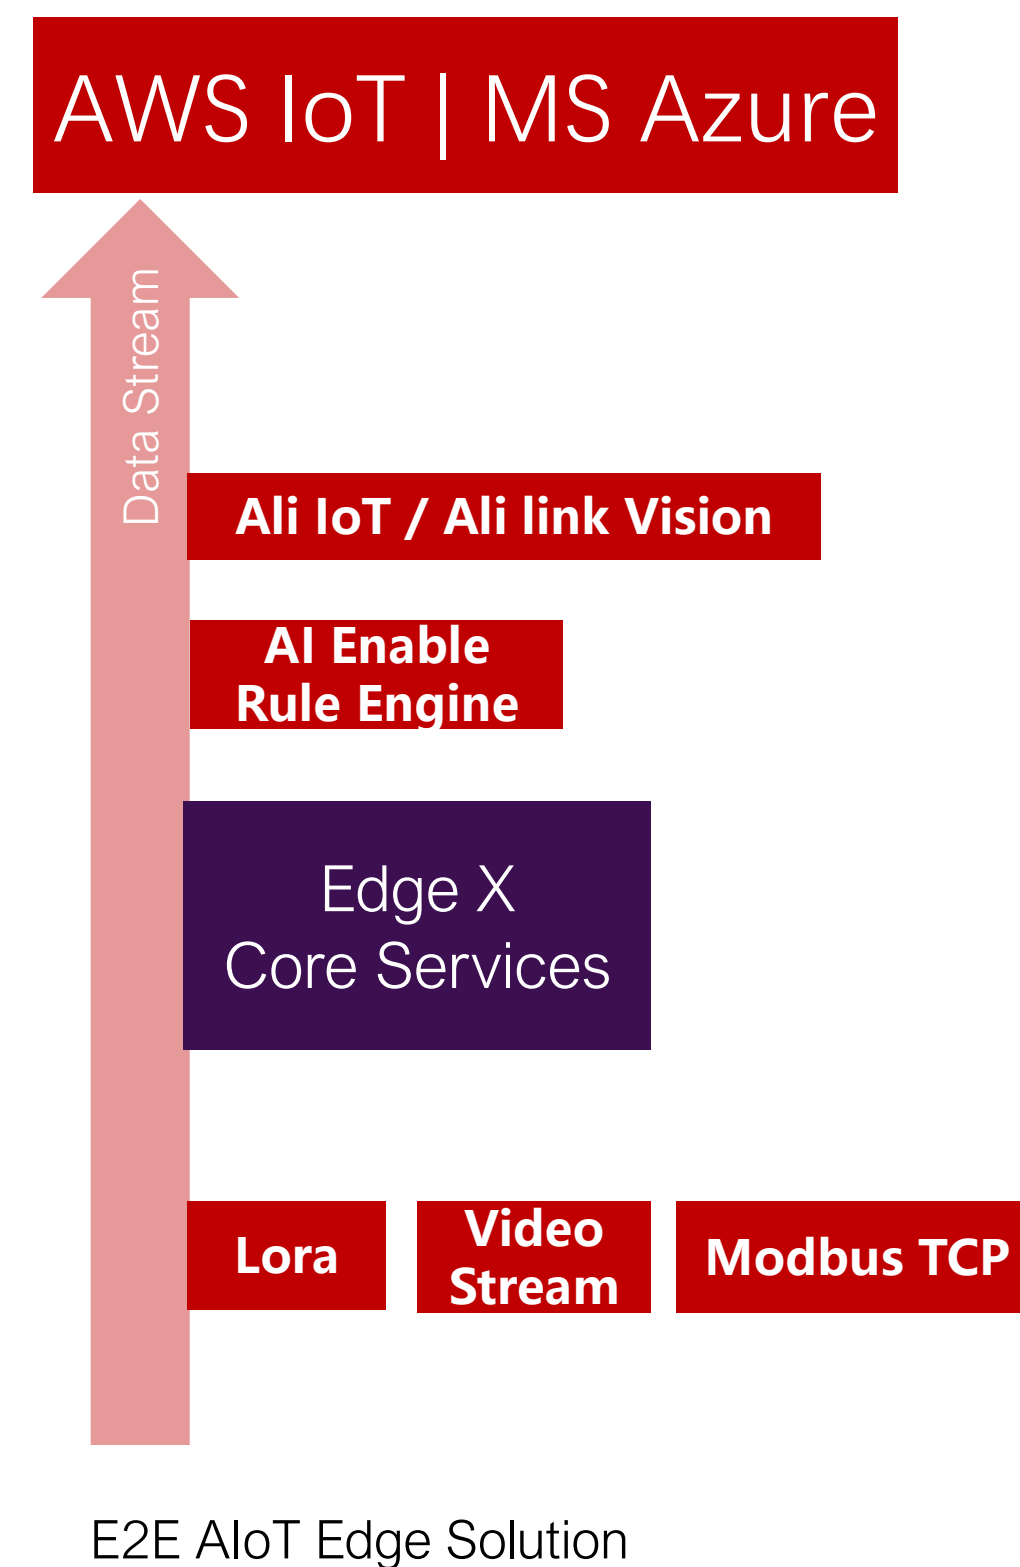 AWS IoT | MS Azure
Data Stream
Ali IoT / Ali link Vision
AI Enable
Rule Engine
Edge X
Core Services
Lora
Video
Stream
Modbus TCP
E2E AIoT Edge Solution